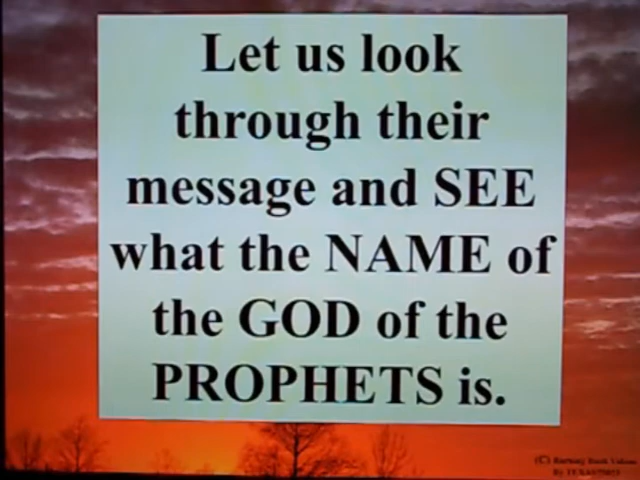 Let us look
through their
message and SEE
what the NAME of
the GOD of the
PROPHETS is.